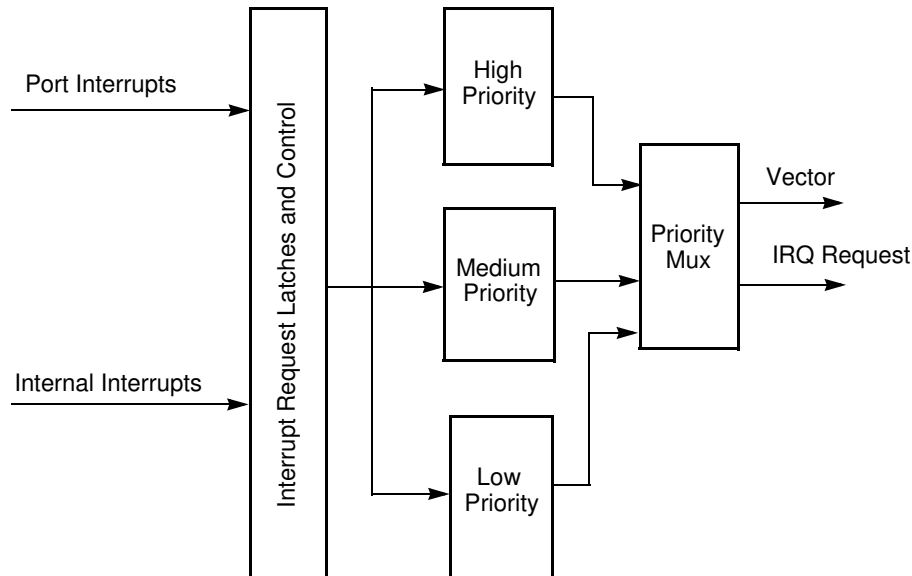 Port Interrupts
Internal Interrupts
Interrupt Request Latches and Control
High
Priority
Medium
Priority
Low
Priority
Priority
Mux
Vector
IRQ Request